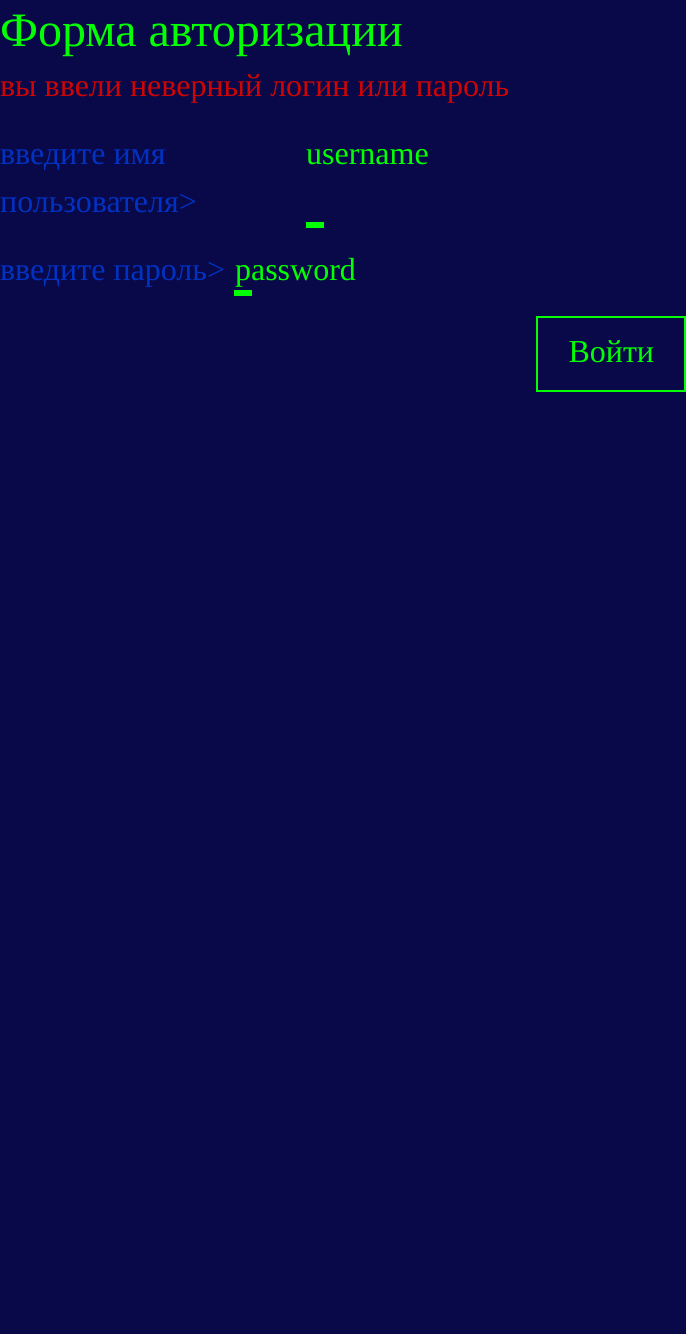 Форма авторизации
вы ввели неверный логин или пароль
введите имя username
пользователя>
введите пароль> password
Войти